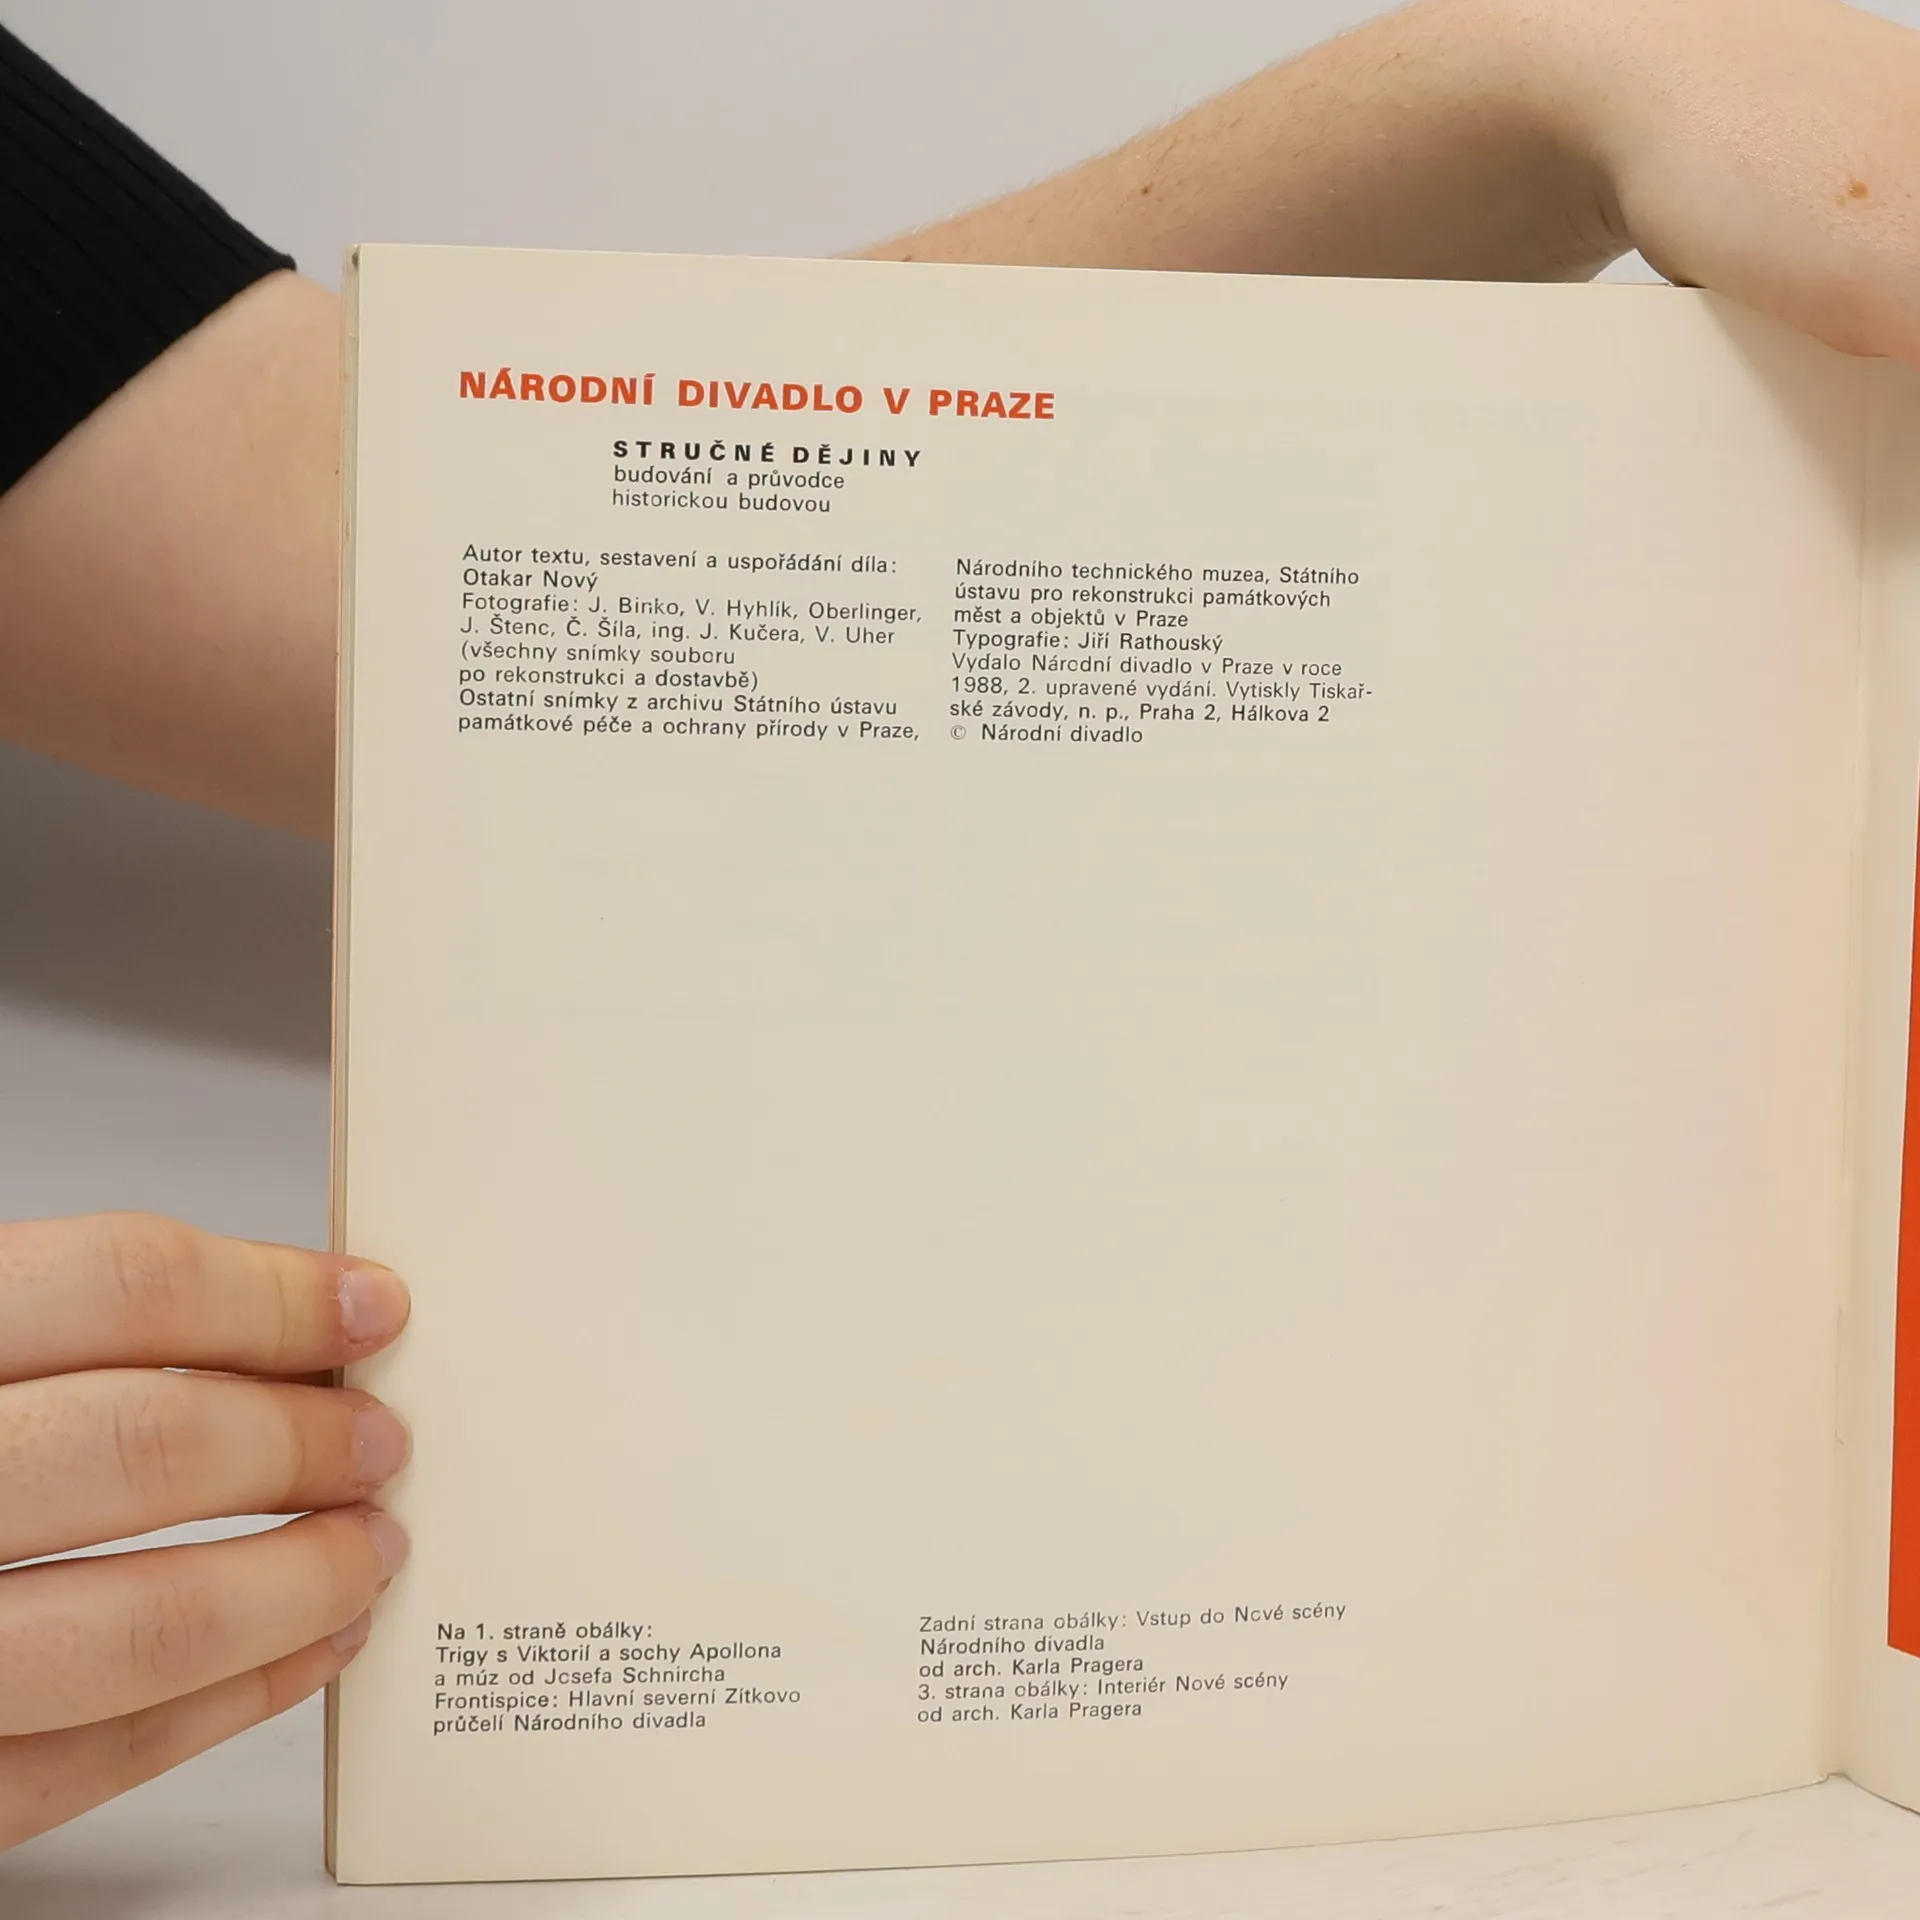 NÁRODNÍ DIVADLO V PRAZE
STRUČNÉ DĚJINY
budování a průvodce
historickou budovou
Autor textu, sestavení a uspořádání díla:
Otakar Nový
Fotografie: J. Binko, V. Hyhlík, Oberlinger,
J. Štenc, Č. Šíla, ing. J. Kučera, V. Uher
(všechny snímky souboru
po rekonstrukci a dostavbě)
Ostatní snímky z archivu Státního ústavu
památkové péče a ochrany přírody v Praze,
Národního technického muzea, Státního
ústavu pro rekonstrukci památkových
měst a objektů v Praze
Typografie: Jiří Rathouský
Vydalo Národní divadlo v Praze v roce
1988, 2. upravené vydání. Vytiskly Tiskař-
ské závody, n. p., Praha 2, Hálkova 2
© Národní divadlo
Na 1. straně obálky:
Trigy s Viktorií a sochy Apollona
a múz od Josefa Schnircha
Frontispice: Hlavní severní Zítkovo
průčelí Národního divadla
Zadní strana obálky: Vstup do Nové scény
Národního divadla
od arch. Karla Pragera
3. strana obálky: Interiér Nové scény
od arch. Karla Pragera